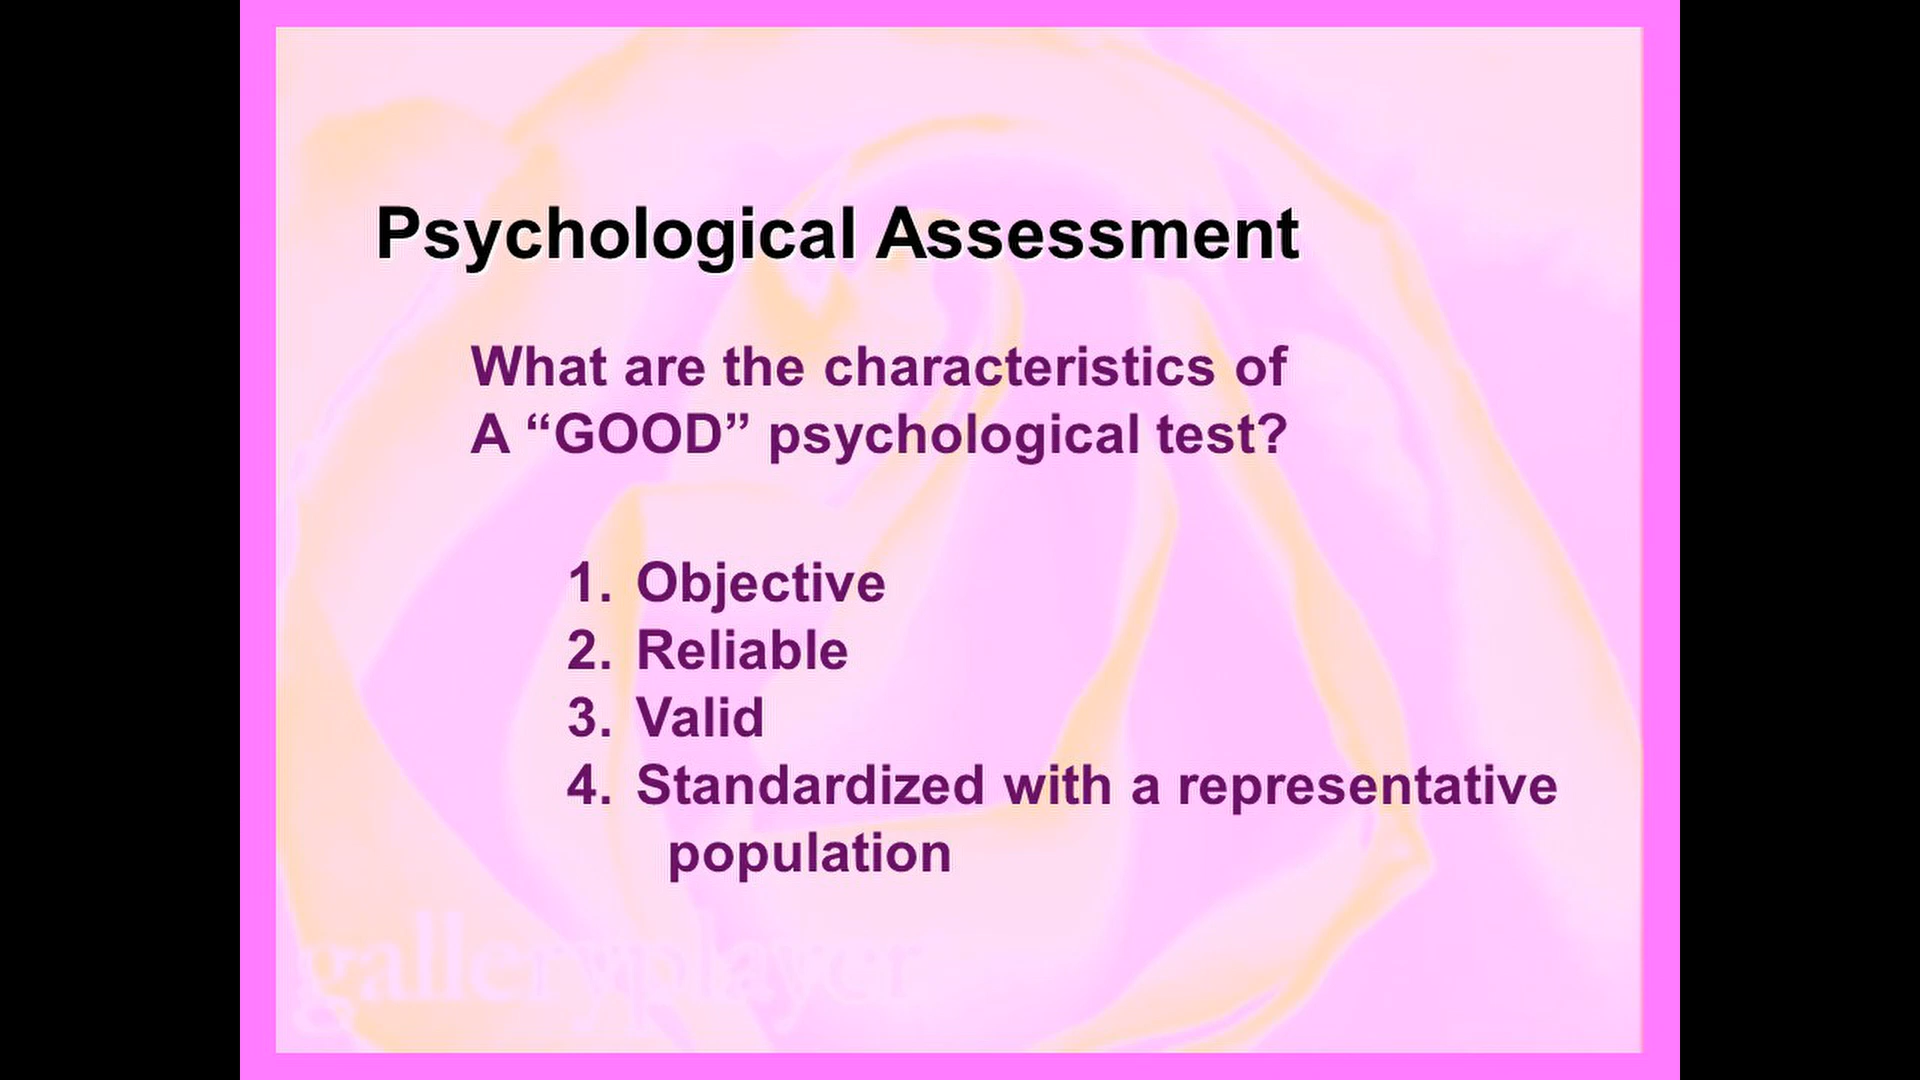 Psychological Assessment
What are the characteristics of
A “GOOD” psychological test?
1. Objective
2. Reliable
3. Valid
4. Standardized with a representative
population
galleryplayer